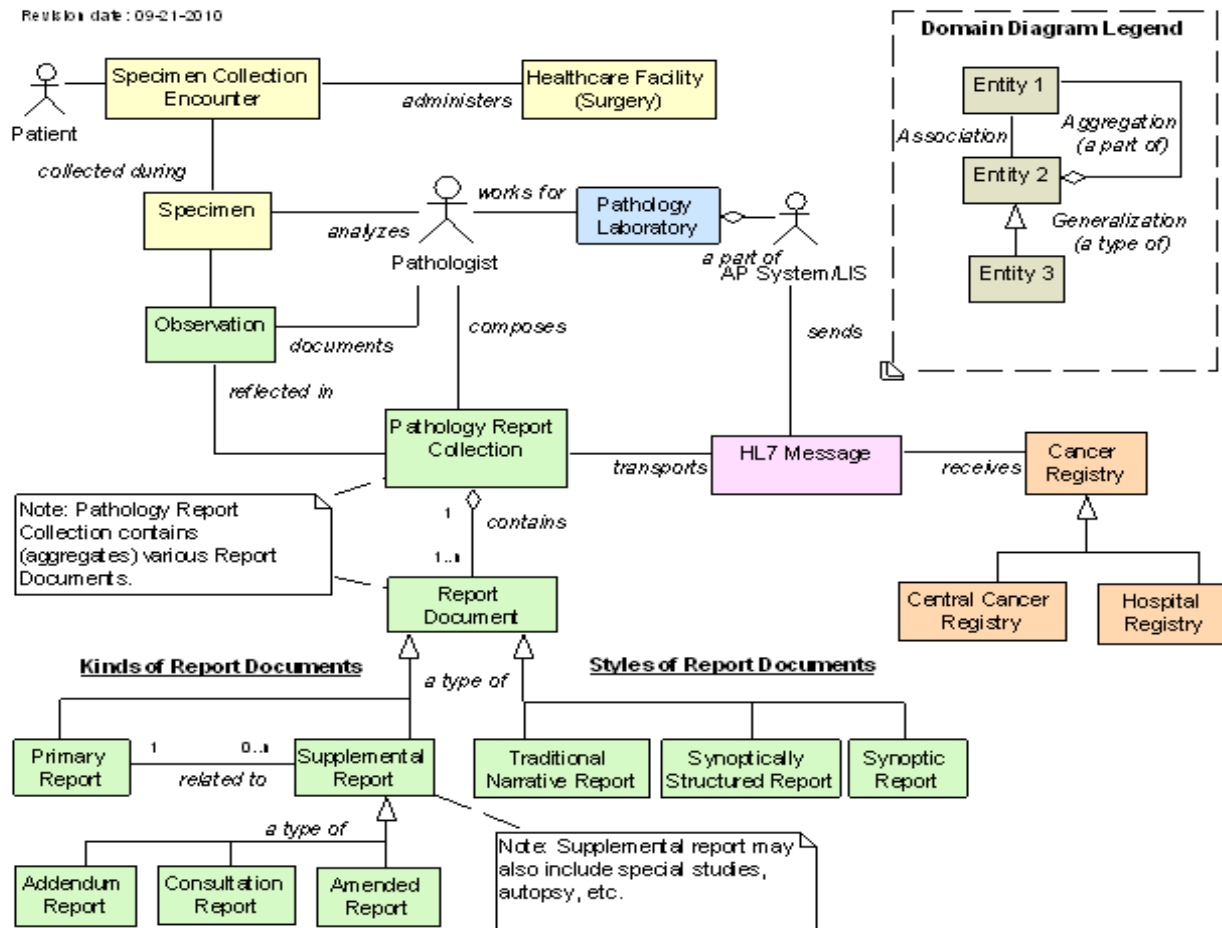 Revision date: 09-21-2010
Domain Diagram Legend
Entity 1
Association
Aggregation
(a part of)
Entity 2
Generalization
(a type of)
Entity 3
Patient
Specimen Collection
Encounter
administers
Healthcare Facility
(Surgery)
collected during
Specimen
analyzes
Pathologist
works for
Pathology
Laboratory
a part of
AP System/LIS
Observation
documents
composes
sends
reflected in
Pathology Report
Collection
transports
HL7 Message
receives
Cancer
Registry
Note: Pathology Report
Collection contains
(aggregates) various Report
Documents.
1
contains
1..n
Report
Document
Central Cancer
Registry
Hospital
Registry
Kinds of Report Documents
a type of
Styles of Report Documents
Primary
Report
1
0..n
related to
Supplemental
Report
Traditional
Narrative Report
Synoptically
Structured Report
Synoptic
Report
a type of
Addendum
Report
Consultation
Report
Amended
Report
Note: Supplemental report may
also include special studies,
autopsy, etc.